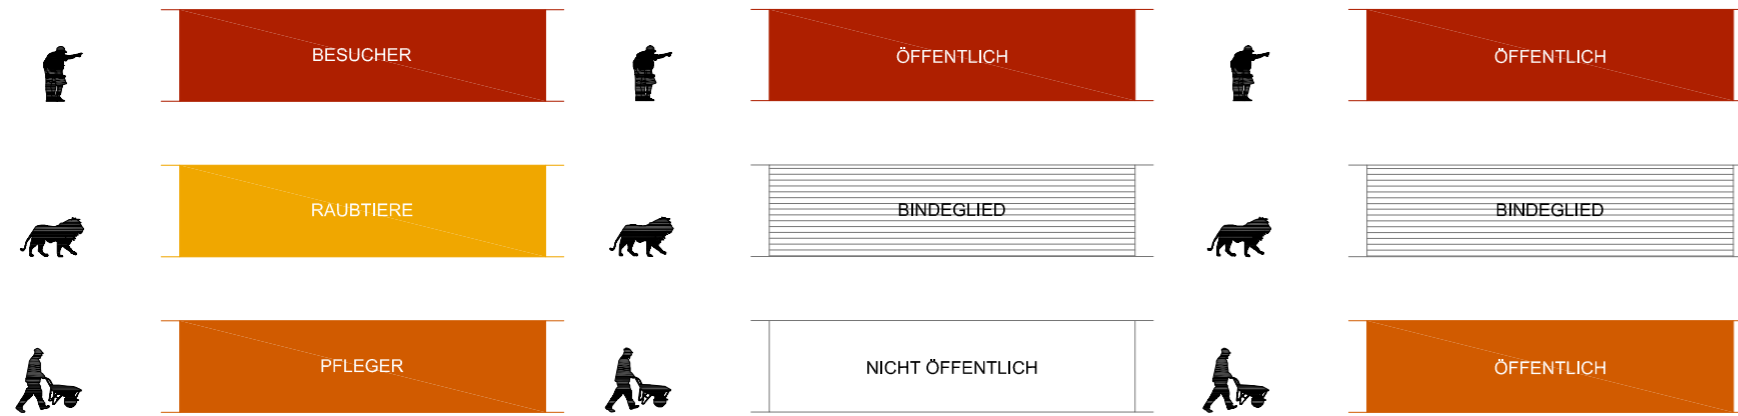 BESUCHER
ÖFFENTLICH
ÖFFENTLICH
RAUBTIERE
BINDEGLIED
BINDEGLIED
PFLEGER
NICHT ÖFFENTLICH
ÖFFENTLICH